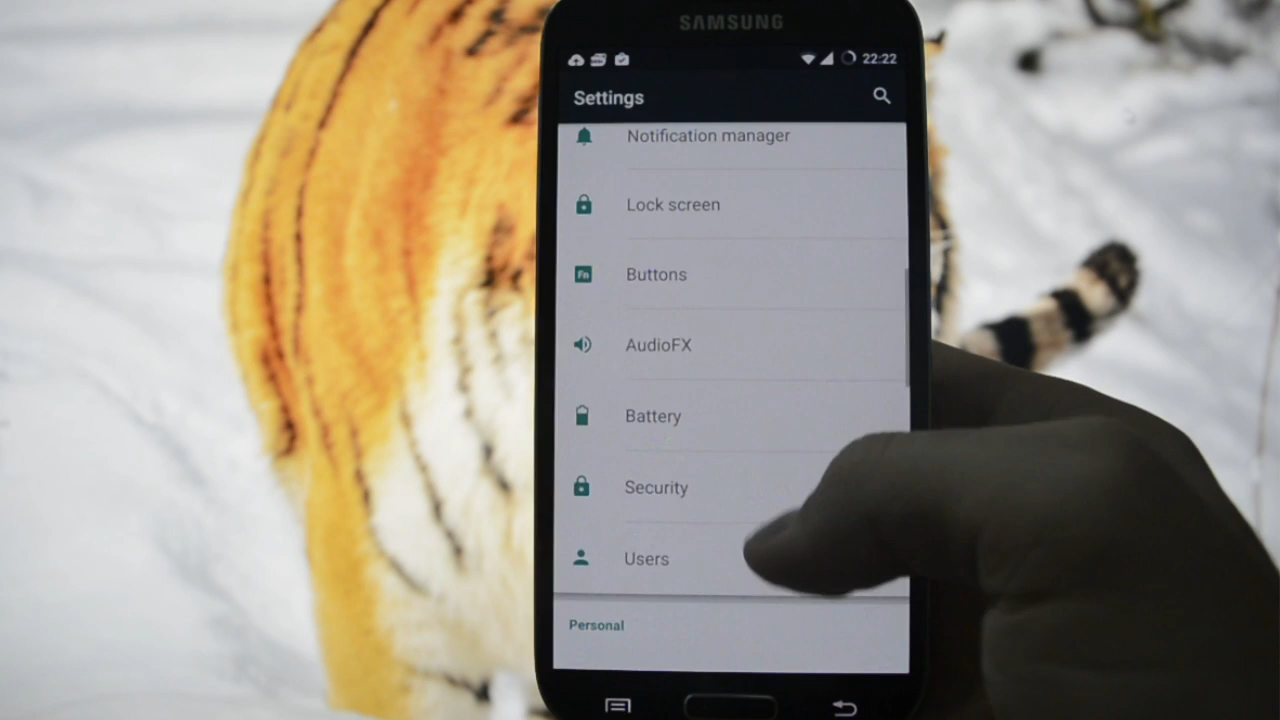 SAMSUNG
22:22
Settings
Notification manager
Lock screen
Fn
Buttons
AudioFX
Battery
Security
Users
Personal